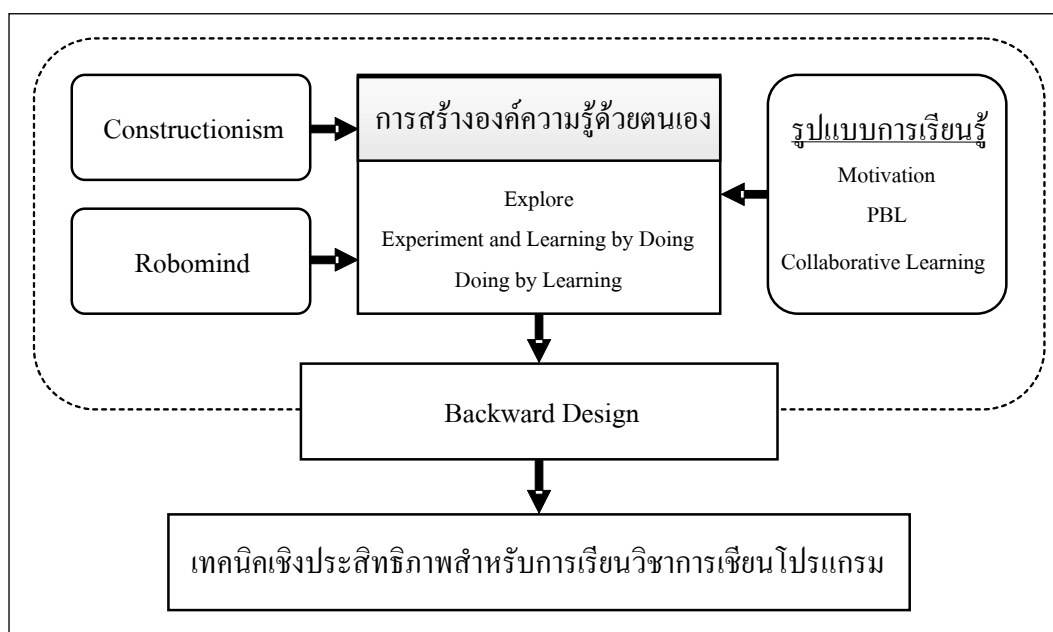 Constructionism
Robomind
การสร้างองค์ความรู้ด้วยตนเอง
Explore
Experiment and Learning by Doing
Doing by Learning
รูปแบบการเรียนรู้
Motivation
PBL
Collaborative Learning
Backward Design
เทคนิคเชิงประสิทธิภาพสำหรับการเรียนวิชาการเชียนโปรแกรม